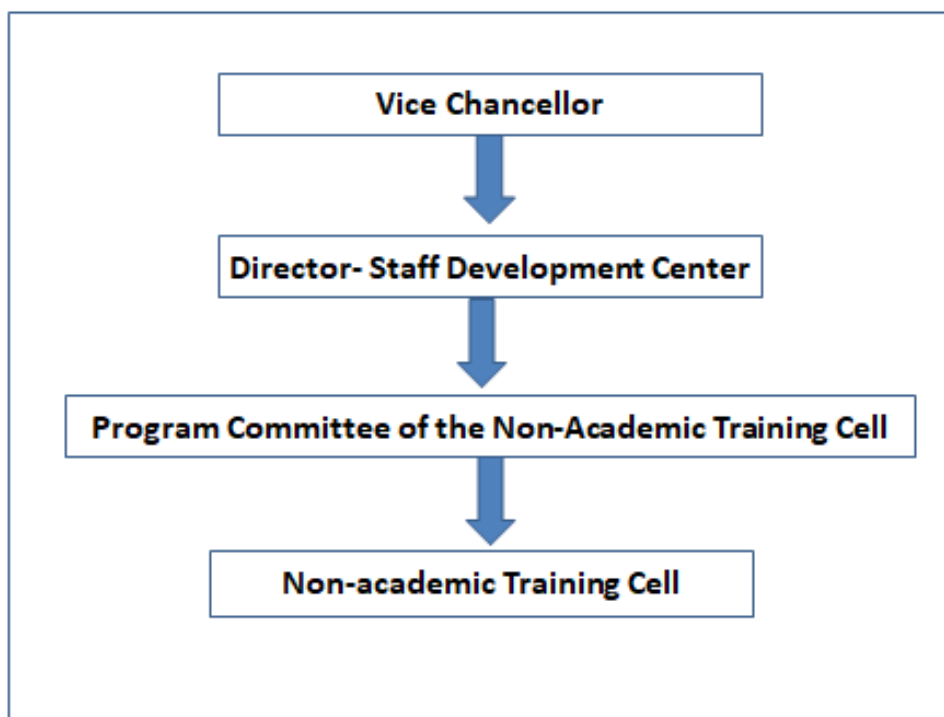 Vice Chancellor
Director- Staff Development Center
Program Committee of the Non-Academic Training Cell
Non-academic Training Cell